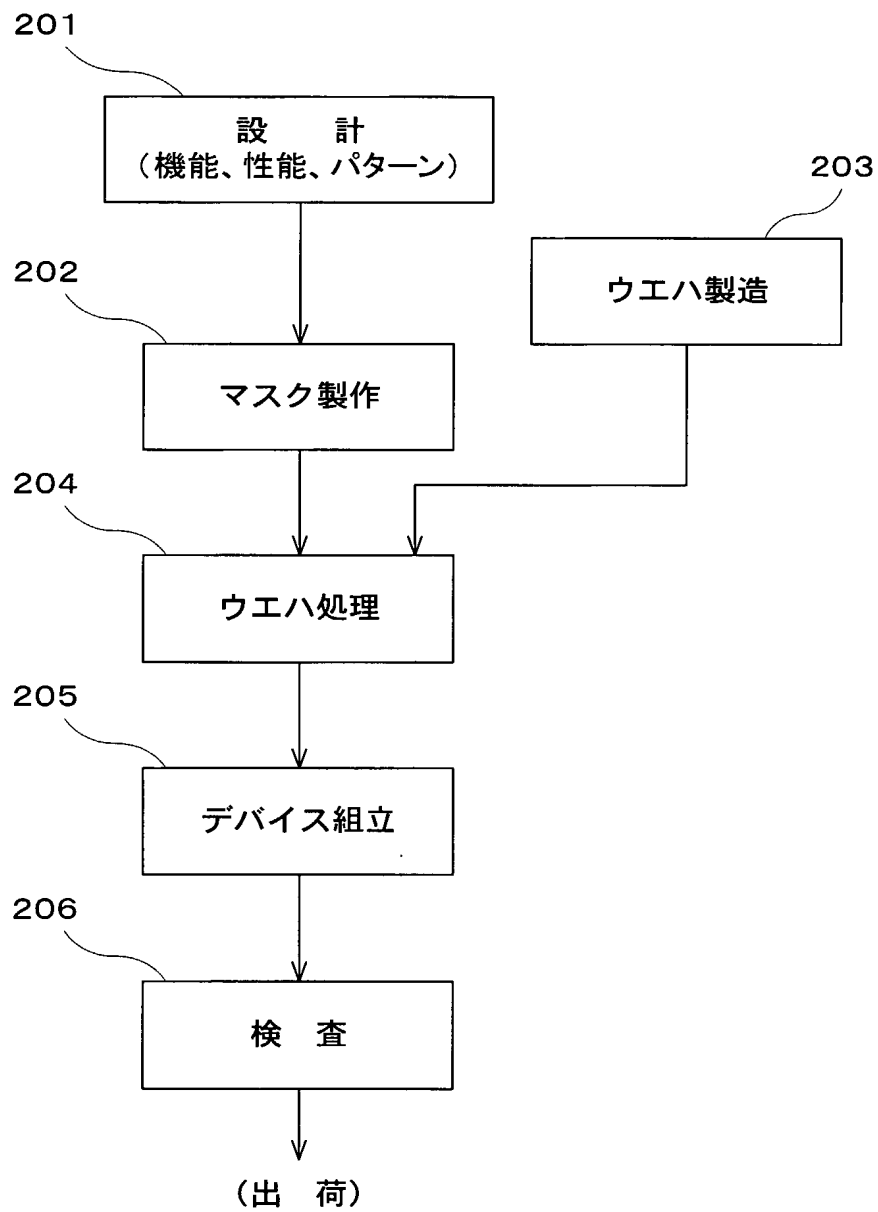 201
設 計
(機能、性能、パターン)
203
ウエハ製造
202
マスク製作
204
ウエハ処理
205
デバイス組立
206
検 査
(出 荷)